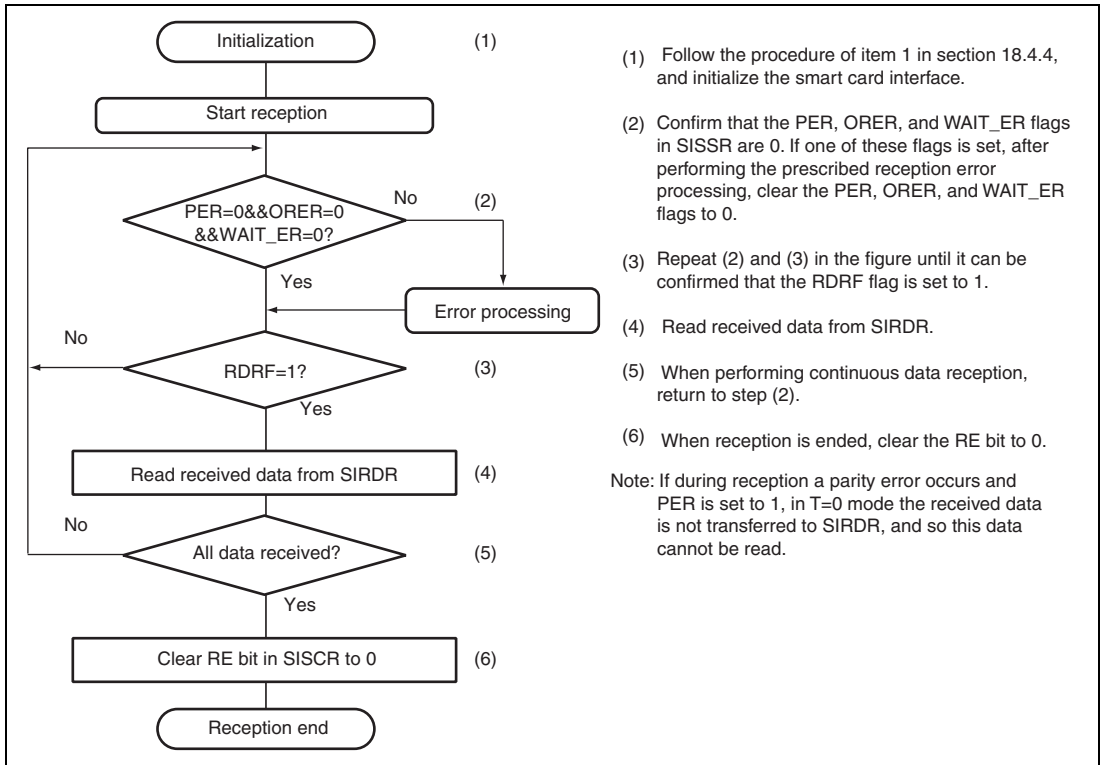 Initialization
(1)
Start reception
No
(2)
PER=0&&ORER=0
&&WAIT_ER=0?
Yes
Error processing
No
RDRF=1?
(3)
Yes
Read received data from SIRDR
(4)
No
All data received?
(5)
Yes
Clear RE bit in SISCR to 0
(6)
Reception end
(1) Follow the procedure of item 1 in section 18.4.4,
and initialize the smart card interface.
(2) Confirm that the PER, ORER, and WAIT_ER flags
in SISSR are 0. If one of these flags is set, after
performing the prescribed reception error
processing, clear the PER, ORER, and WAIT_ER
flags to 0.
(3) Repeat (2) and (3) in the figure until it can be
confirmed that the RDRF flag is set to 1.
(4) Read received data from SIRDR.
(5) When performing continuous data reception,
return to step (2).
(6) When reception is ended, clear the RE bit to 0.
Note: If during reception a parity error occurs and
PER is set to 1, in T=0 mode the received data
is not transferred to SIRDR, and so this data
cannot be read.